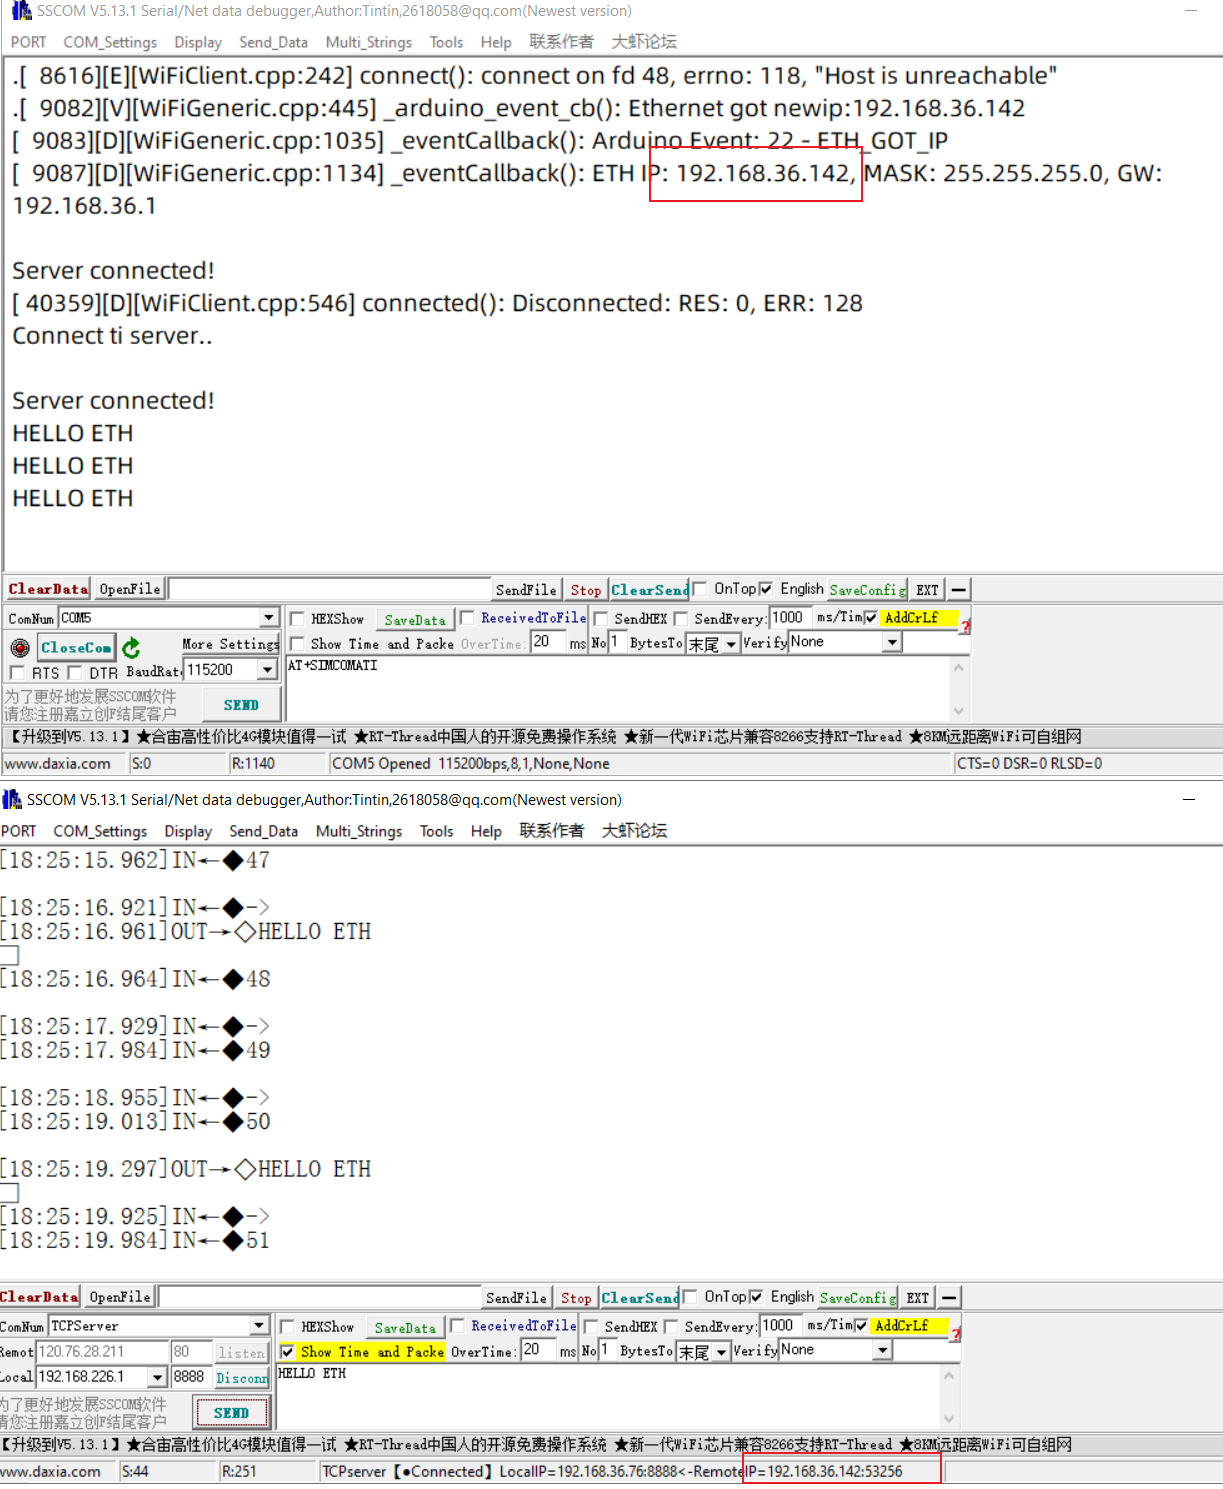 SSCOM V5.13.1 Serial/Net data debugger,Author:Tintin,2618058@qq.com(Newest version)
PORT COM_Settings Display Send_Data Multi_Strings Tools Help 联系作者 大虾论坛
.[  8616][E][WiFiClient.cpp:242] connect(): connect on fd 48, errno: 118, "Host is unreachable"
.[  9082][V][WiFiGeneric.cpp:445] _arduino_event_cb(): Ethernet got newip:192.168.36.142
[  9083][D][WiFiGeneric.cpp:1035] _eventCallback(): Arduino Event: 22 - ETH_GOT_IP
[  9087][D][WiFiGeneric.cpp:1134] _eventCallback(): ETH IP: 192.168.36.142, MASK: 255.255.255.0, GW:
192.168.36.1
Server connected!
[ 40359][D][WiFiClient.cpp:546] connected(): Disconnected: RES: 0, ERR: 128
Connect ti server..
Server connected!
HELLO ETH
HELLO ETH
HELLO ETH
ClearData OpenFile SendFile Stop ClearSend OnTop English SaveConfig EXT —
ComNum COM5 HEXShow SaveData ReceivedToFile SendHEX SendEvery: 1000 ms/Tim AddCrLf
CloseCom More Settings Show Time and Packe OverTime: 20 ms No 1 BytesTo 末尾 Verify None
RTS DTR BaudRat: 115200 AT+SIMCOMATI
为了更好地发展SSCOM软件
请您注册嘉立创F结尾客户 SEND
【升级到V5.13.1】★合宙高性价比4G模块值得一试 ★RT-Thread中国人的开源免费操作系统 ★新一代WiFi芯片兼容8266支持RT-Thread ★8KM远距离WiFi可自组网
www.daxia.com S:0 R:1140 COM5 Opened 115200bps,8,1,None,None CTS=0 DSR=0 RLSD=0
SSCOM V5.13.1 Serial/Net data debugger,Author:Tintin,2618058@qq.com(Newest version)
PORT COM_Settings Display Send_Data Multi_Strings Tools Help 联系作者 大虾论坛
[18:25:15.962]IN←◆47
[18:25:16.921]IN←◆->
[18:25:16.961]OUT→◇HELLO ETH
[18:25:16.964]IN←◆48
[18:25:17.929]IN←◆->
[18:25:17.984]IN←◆49
[18:25:18.955]IN←◆->
[18:25:19.013]IN←◆50
[18:25:19.297]OUT→◇HELLO ETH
[18:25:19.925]IN←◆->
[18:25:19.984]IN←◆51
ClearData OpenFile SendFile Stop ClearSend OnTop English SaveConfig EXT —
ComNum TCPServer HEXShow SaveData ReceivedToFile SendHEX SendEvery: 1000 ms/Tim AddCrLf
Remot 120.76.28.211 80 listen Show Time and Packe OverTime: 20 ms No 1 BytesTo 末尾 Verify None
Local 192.168.226.1 8888 Disconr HELLO ETH
为了更好地发展SSCOM软件
请您注册嘉立创F结尾客户 SEND
【升级到V5.13.1】★合宙高性价比4G模块值得一试 ★RT-Thread中国人的开源免费操作系统 ★新一代WiFi芯片兼容8266支持RT-Thread ★8KM远距离WiFi可自组网
www.daxia.com S:44 R:251 TCPserver【●Connected】LocalIP=192.168.36.76:8888<-RemoteIP=192.168.36.142:53256